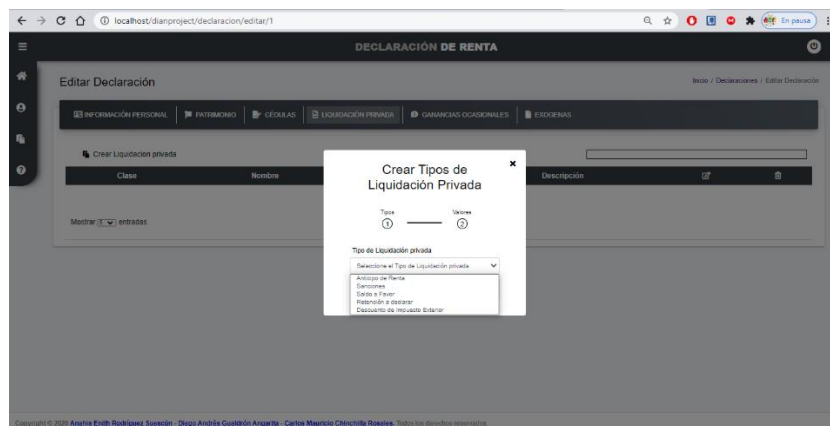 localhost/dianproject/declaracion/editar/1
En pausa
DECLARACIÓN DE RENTA
Editar Declaración
Inicio / Declaraciones / Editar Declaración
INFORMACIÓN PERSONAL
PATRIMONIO
CÉDULAS
LIQUIDACIÓN PRIVADA
GANANCIAS OCASIONALES
EXOGENAS
Crear Liquidacion privada
Clase
Nombre
Descripción
Mostrar 5 entradas
Crear Tipos de
Liquidación Privada
Tipos
Valores
1
2
Tipo de Liquidación privada
Seleccione el Tipo de Liquidación privada
Anticipo de Renta
Sanciones
Saldo a Favor
Retención a declarar
Descuento de Impuesto Exterior
Copyright © 2020 Anahis Enith Rodríguez Suescún - Diego Andrés Gualdrón Angarita - Carlos Mauricio Chinchilla Rosales. Todos los derechos reservados